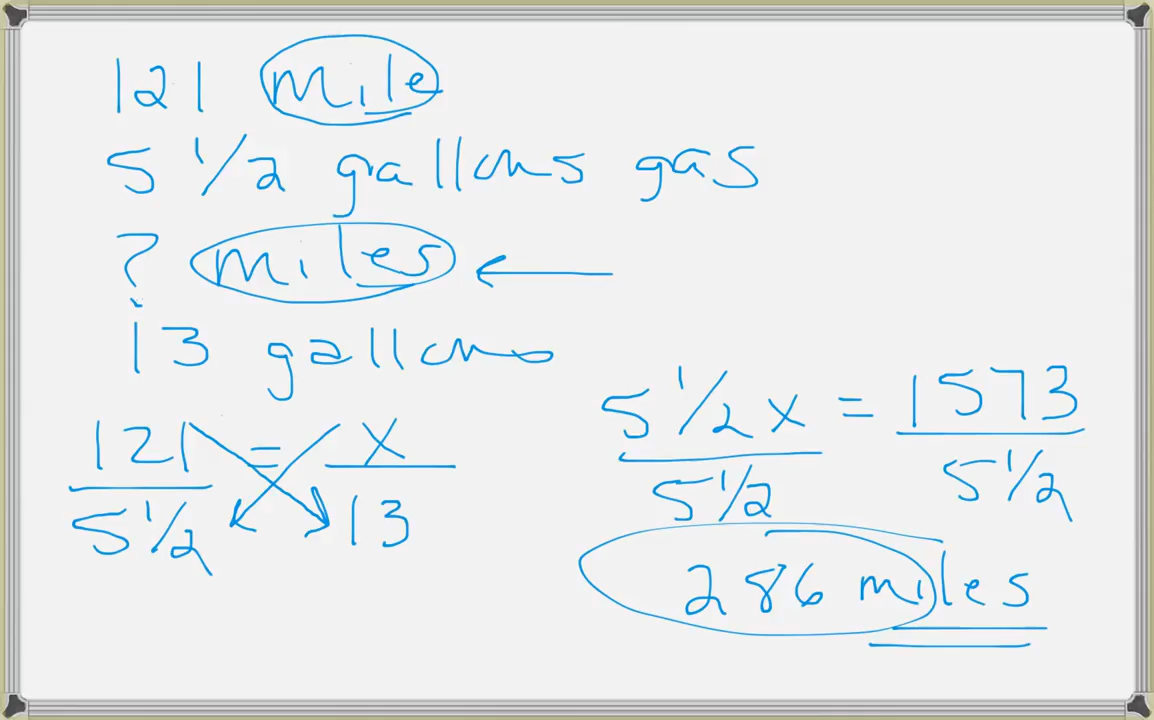 121 mile
5 1/2 gallons gas
? miles ←
13 gallons
121 = x
5 1/2 13
5 1/2 x = 1573
5 1/2 5 1/2
286 miles